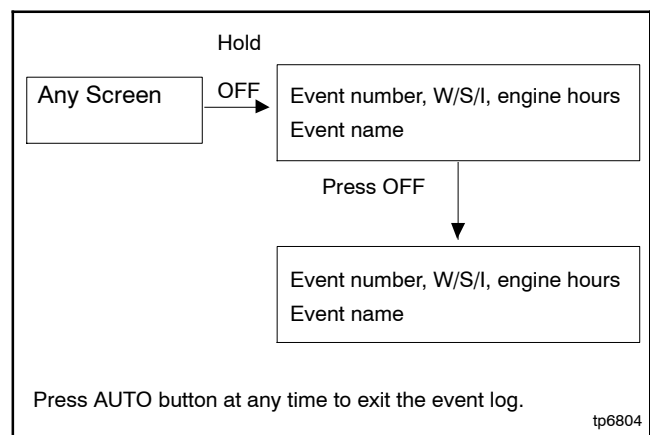 Hold
OFF
Any Screen
Event number, W/S/I, engine hours
Event name
Press OFF
Event number, W/S/I, engine hours
Event name
Press AUTO button at any time to exit the event log.
tp6804